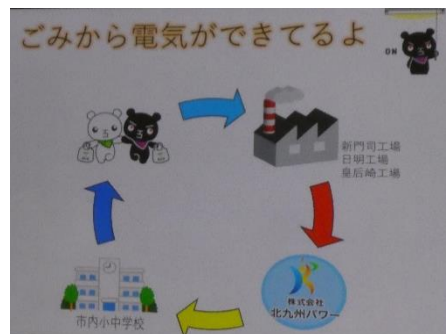 ごみから電気ができてるよ
ON
新門司工場
日明工場
皇后崎工場
株式会社
北九州パワー
市内小中学校